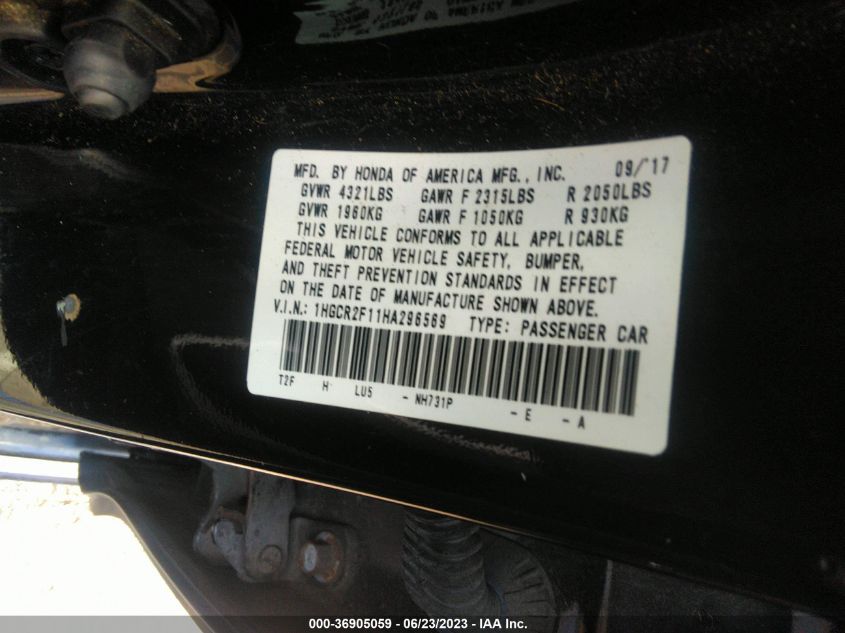 MFD. BY HONDA OF AMERICA MFG., INC. 09/'17
GVWR 4321LBS GAWR F 2315LBS R 2050LBS
GVWR 1960KG GAWR F 1050KG R 930KG
THIS VEHICLE CONFORMS TO ALL APPLICABLE
FEDERAL MOTOR VEHICLE SAFETY, BUMPER,
AND THEFT PREVENTION STANDARDS IN EFFECT
ON THE DATE OF MANUFACTURE SHOWN ABOVE.
V.I.N.: 1HGCR2F11HA296569 TYPE: PASSENGER CAR
T2F H LU5 - NH731P - E - A
000-36905059 - 06/23/2023 - IAA Inc.